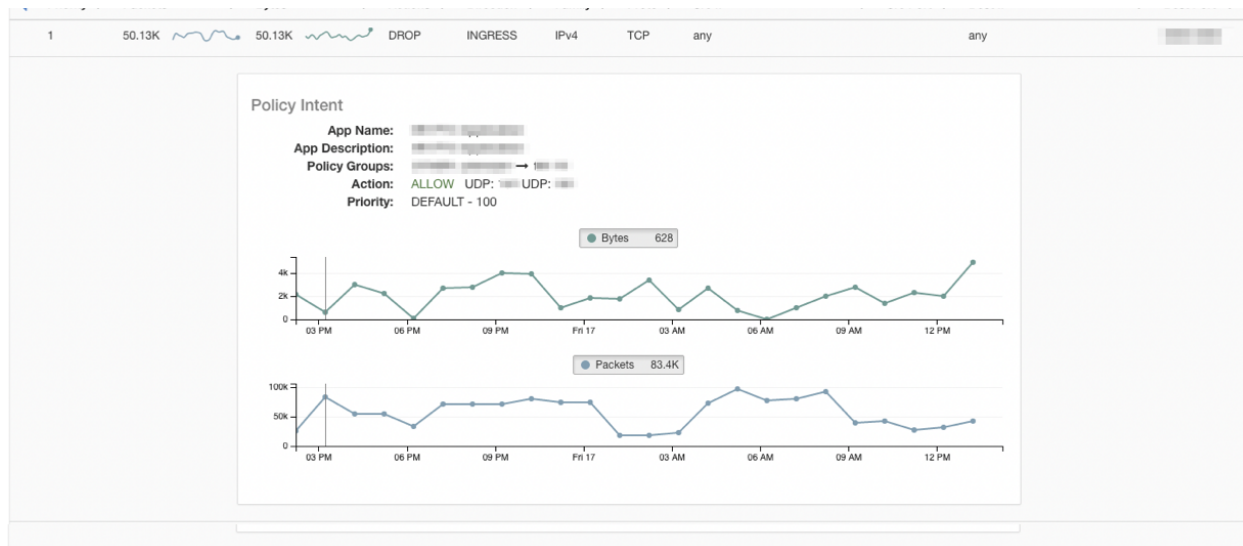 1 50.13K 50.13K DROP INGRESS IPv4 TCP any any
Policy Intent
App Name:
App Description:
Policy Groups: →
Action: ALLOW UDP: UDP:
Priority: DEFAULT - 100
Bytes 628
4k
2k
0
03 PM 06 PM 09 PM Fri 17 03 AM 06 AM 09 AM 12 PM
Packets 83.4K
100k
50k
0
03 PM 06 PM 09 PM Fri 17 03 AM 06 AM 09 AM 12 PM